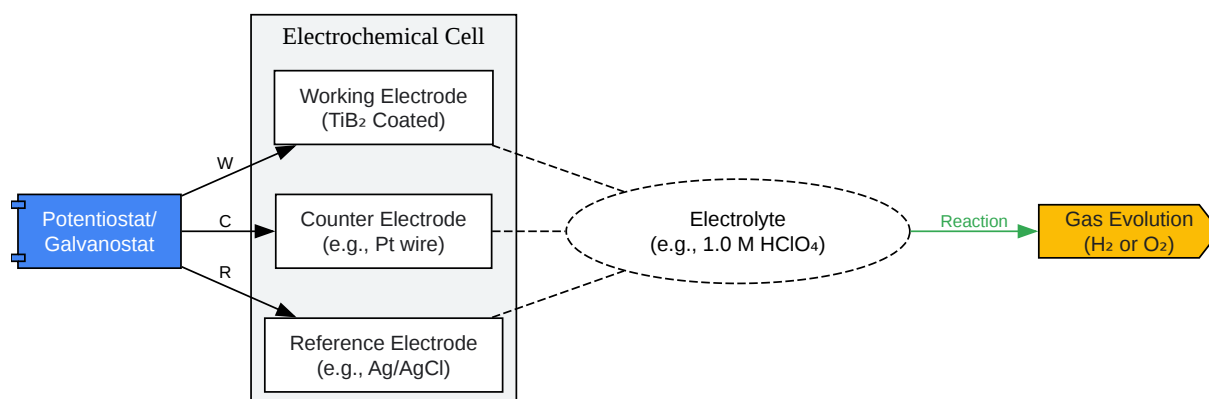 Electrochemical Cell
Working Electrode
(TiB₂ Coated)
W
Potentiostat/
Galvanostat
C
Counter Electrode
(e.g., Pt wire)
Electrolyte
(e.g., 1.0 M HClO₄)
Reaction
Gas Evolution
(H₂ or O₂)
R
Reference Electrode
(e.g., Ag/AgCl)